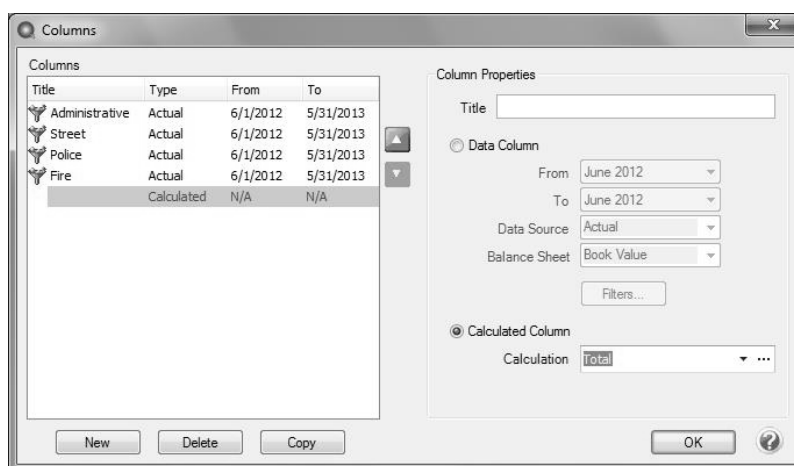 Columns
Columns
Title Type From To
Administrative Actual 6/1/2012 5/31/2013
Street Actual 6/1/2012 5/31/2013
Police Actual 6/1/2012 5/31/2013
Fire Actual 6/1/2012 5/31/2013
Calculated N/A N/A
New Delete Copy
Column Properties
Title
Data Column
From June 2012
To June 2012
Data Source Actual
Balance Sheet Book Value
Filters...
Calculated Column
Calculation Total ...
OK ?